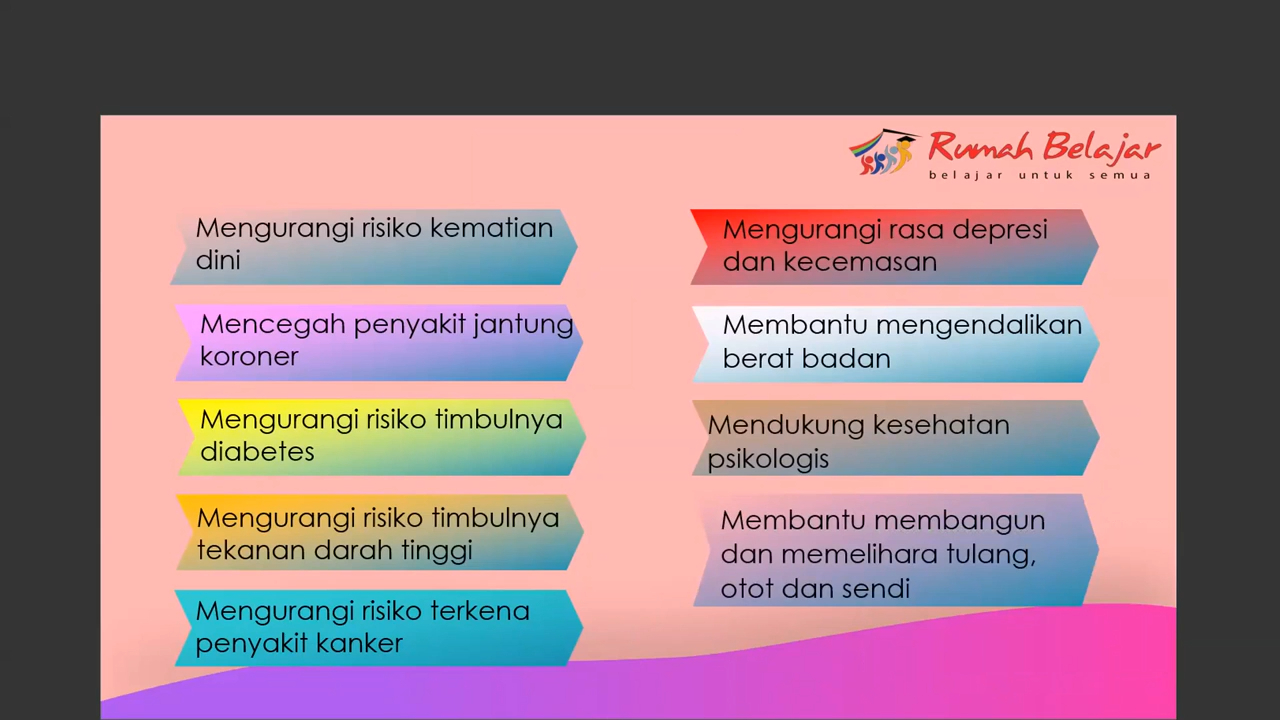 Rumah Belajar
belajar untuk semua
Mengurangi risiko kematian
dini
Mencegah penyakit jantung
koroner
Mengurangi risiko timbulnya
diabetes
Mengurangi risiko timbulnya
tekanan darah tinggi
Mengurangi risiko terkena
penyakit kanker
Mengurangi rasa depresi
dan kecemasan
Membantu mengendalikan
berat badan
Mendukung kesehatan
psikologis
Membantu membangun
dan memelihara tulang,
otot dan sendi